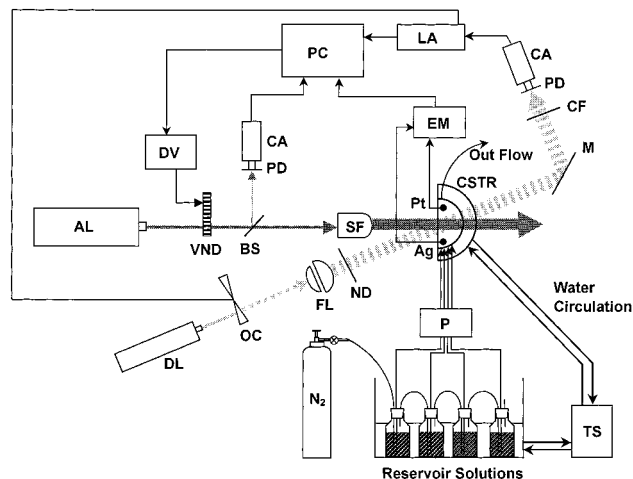 LA
CA
PC
PD
CA
CF
EM
M
DV
PD
Out Flow
CSTR
Pt
AL
SF
VND
BS
Ag
ND
FL
Water
Circulation
OC
P
DL
N2
TS
Reservoir Solutions